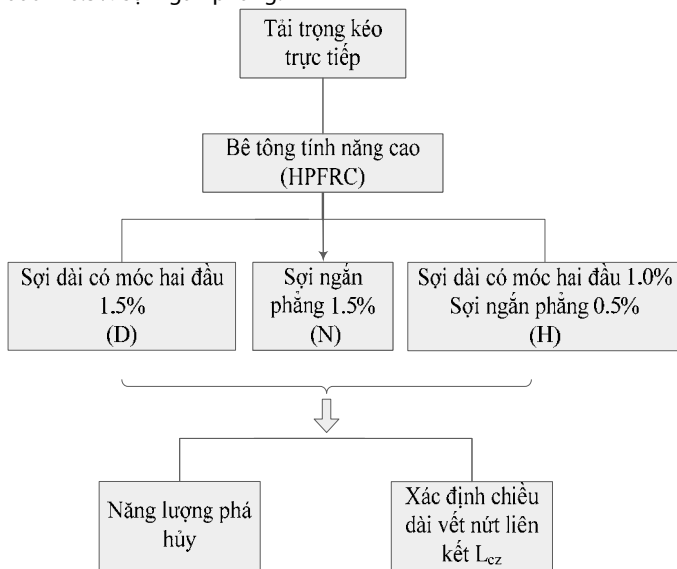 Tải trọng kéo
trực tiếp
Bê tông tính năng cao
(HPFRC)
Sợi dài có móc hai đầu
1.5%
(D)
Sợi ngắn
phẳng 1.5%
(N)
Sợi dài có móc hai đầu 1.0%
Sợi ngắn phẳng 0.5%
(H)
Năng lượng phá
hủy
Xác định chiều
dài vết nứt liên
kết L_cz